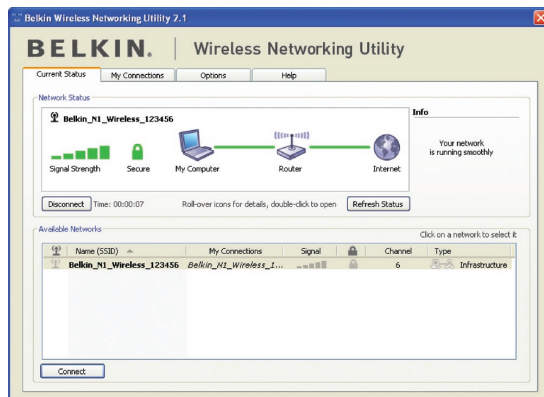 Belkin Wireless Networking Utility 2.1
BELKIN. | Wireless Networking Utility
Current Status My Connections Options Help
Network Status
Belkin_N1_Wireless_123456
Info
Your network
is running smoothly
Signal Strength Secure My Computer Router Internet
Disconnect Time: 00:00:07 Roll-over icons for details, double-click to open Refresh Status
Available Networks
Click on a network to select it
Name (SSID) My Connections Signal Channel Type
Belkin_N1_Wireless_123456 Belkin_N1_Wireless_1... 6 Infrastructure
Connect